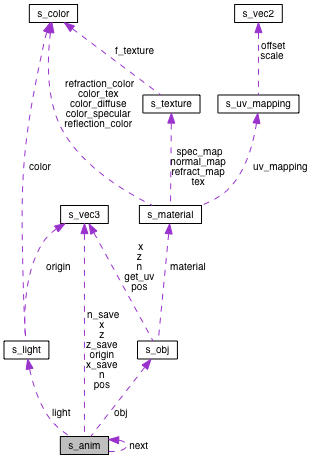 s_color
s_vec2
f_texture
offset
scale
refraction_color
color_tex
color_diffuse
color_specular
reflection_color
s_texture
s_uv_mapping
spec_map
normal_map
refract_map
tex
uv_mapping
color
s_vec3
s_material
x
z
n
get_uv
pos
origin
material
n_save
x
z
z_save
origin
x_save
n
pos
s_light
s_obj
light
obj
s_anim
next